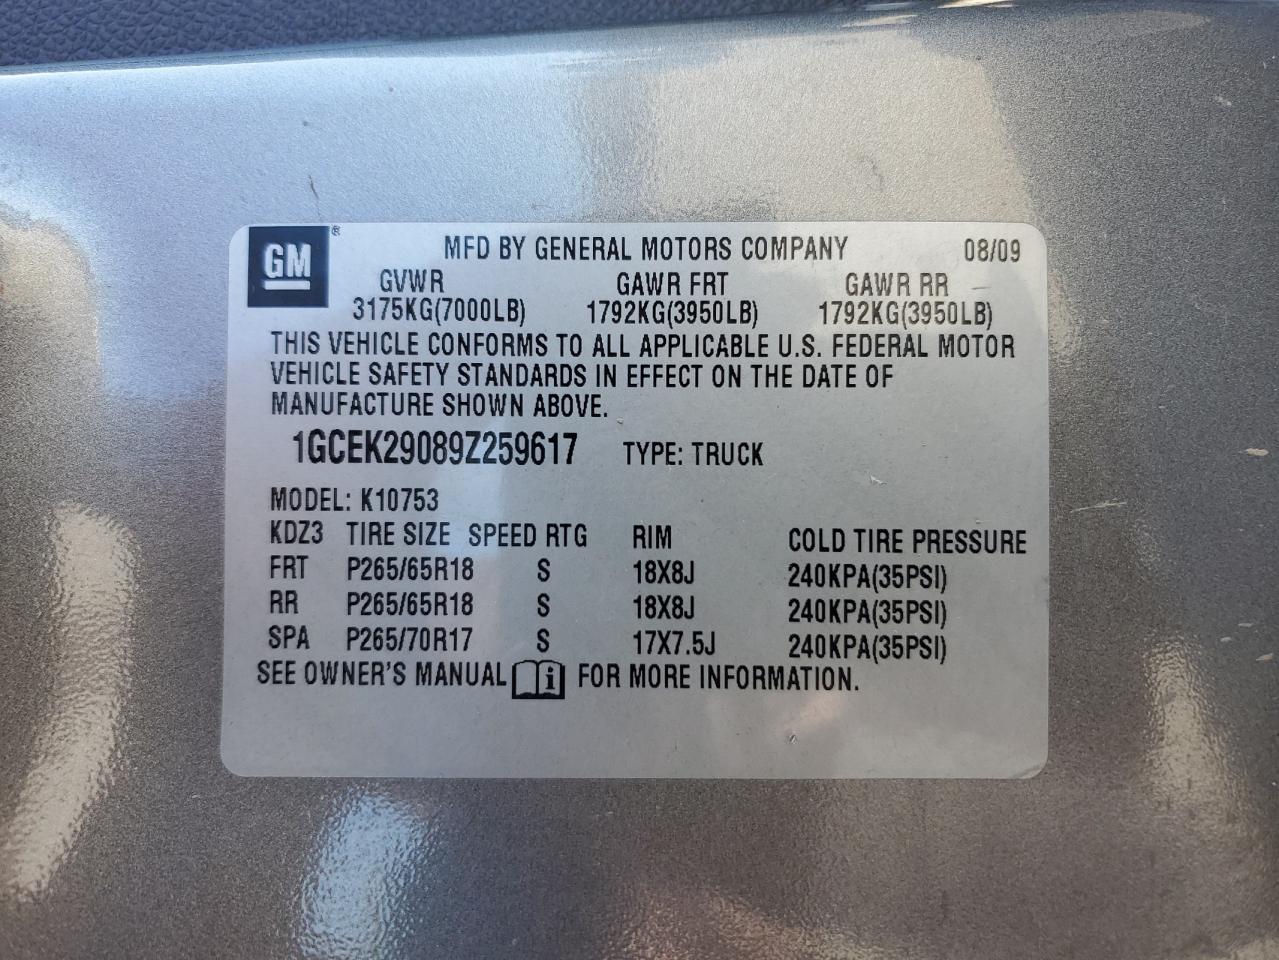 GM ® MFD BY GENERAL MOTORS COMPANY 08/09
GVWR GAWR FRT GAWR RR
3175KG(7000LB) 1792KG(3950LB) 1792KG(3950LB)
THIS VEHICLE CONFORMS TO ALL APPLICABLE U.S. FEDERAL MOTOR
VEHICLE SAFETY STANDARDS IN EFFECT ON THE DATE OF
MANUFACTURE SHOWN ABOVE.
1GCEK29089Z259617 TYPE: TRUCK
MODEL: K10753
KDZ3 TIRE SIZE SPEED RTG RIM COLD TIRE PRESSURE
FRT P265/65R18 S 18X8J 240KPA(35PSI)
RR P265/65R18 S 18X8J 240KPA(35PSI)
SPA P265/70R17 S 17X7.5J 240KPA(35PSI)
SEE OWNER'S MANUAL i FOR MORE INFORMATION.